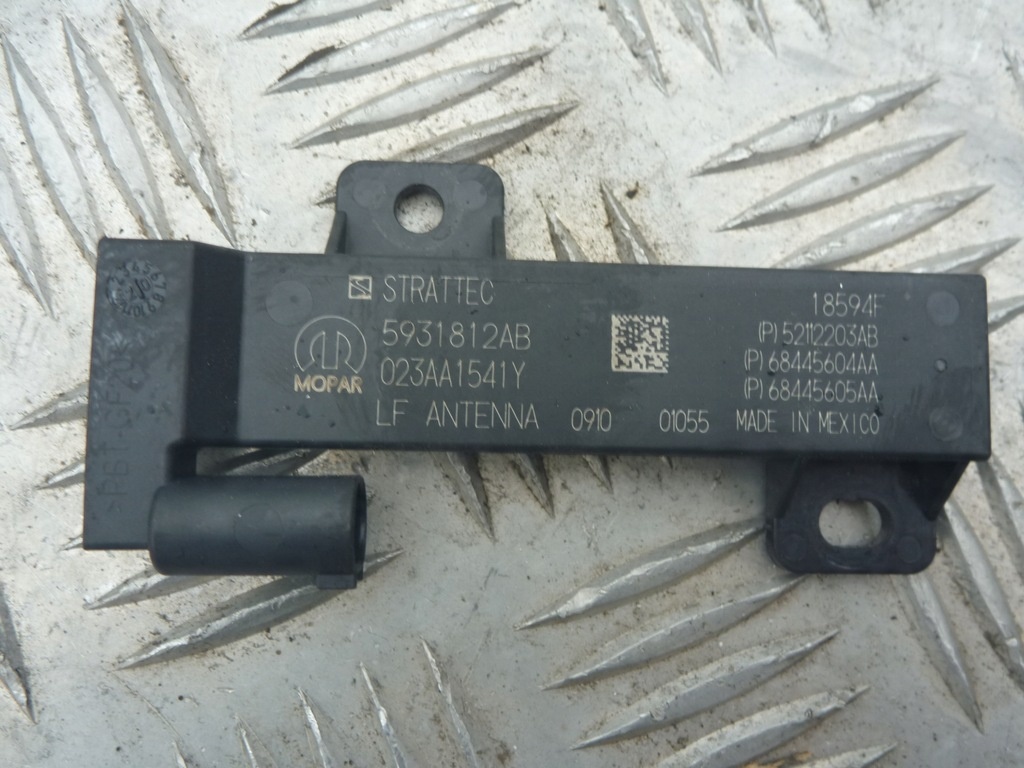 STRATTEC
MOPAR
5931812AB
023AA1541Y
LF ANTENNA 0910 01055 MADE IN MEXICO
18594F
(P) 52112203AB
(P) 68445604AA
(P) 68445605AA